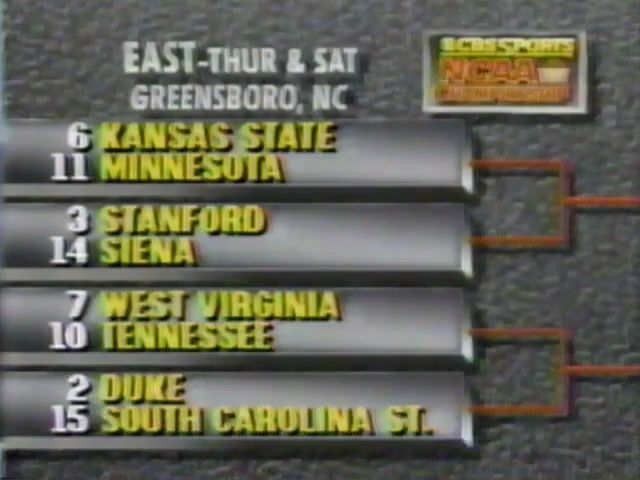 EAST-THUR & SAT
GREENSBORO, NC
CBS SPORTS
NCAA
CHAMPIONSHIP
6 KANSAS STATE
11 MINNESOTA
3 STANFORD
14 SIENA
7 WEST VIRGINIA
10 TENNESSEE
2 DUKE
15 SOUTH CAROLINA ST.